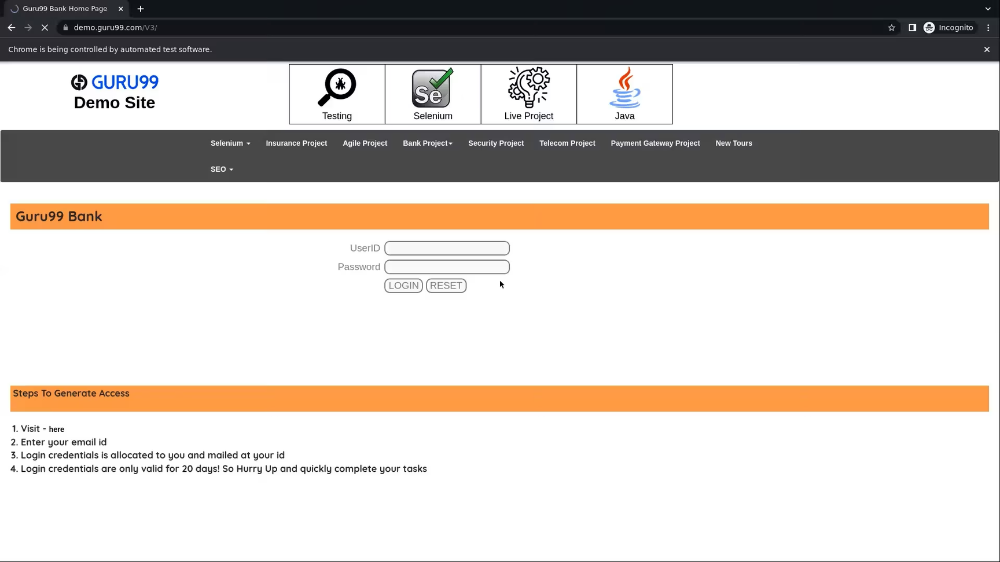 Guru99 Bank Home Page
demo.guru99.com/V3/
Incognito
Chrome is being controlled by automated test software.
GURU99
Demo Site
Se
Testing
Selenium
Live Project
Java
Selenium
Insurance Project
Agile Project
Bank Project
Security Project
Telecom Project
Payment Gateway Project
New Tours
SEO
Guru99 Bank
UserID
Password
LOGIN
RESET
Steps To Generate Access
1. Visit - here
2. Enter your email id
3. Login credentials is allocated to you and mailed at your id
4. Login credentials are only valid for 20 days! So Hurry Up and quickly complete your tasks